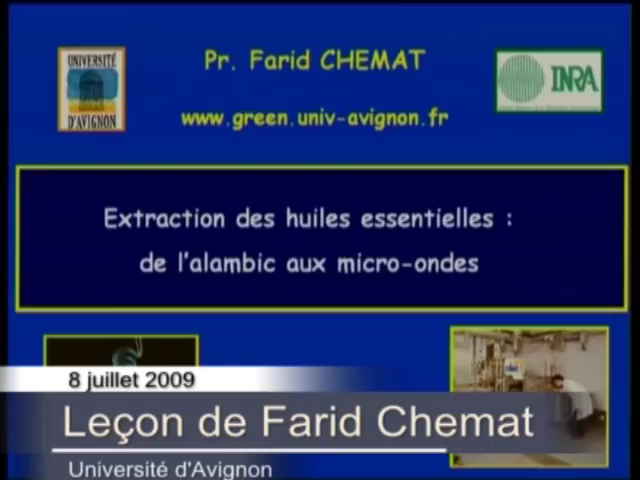 UNIVERSITÉ
D'AVIGNON
Pr. Farid CHEMAT
www.green.univ-avignon.fr
INRA
Extraction des huiles essentielles :
de l'alambic aux micro-ondes
8 juillet 2009
Leçon de Farid Chemat
Université d'Avignon